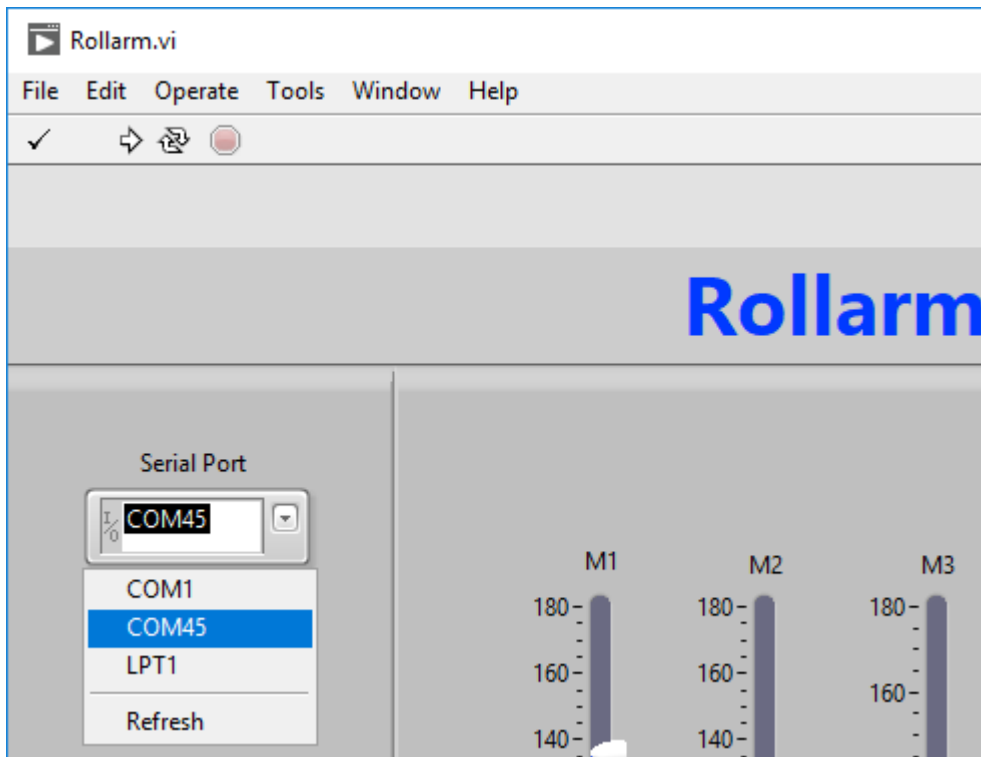 Rollarm.vi
File Edit Operate Tools Window Help
Rollarm
Serial Port
I/O COM45
COM1
COM45
LPT1
Refresh
M1 M2 M3
180 180 180
160 160 160
140 140